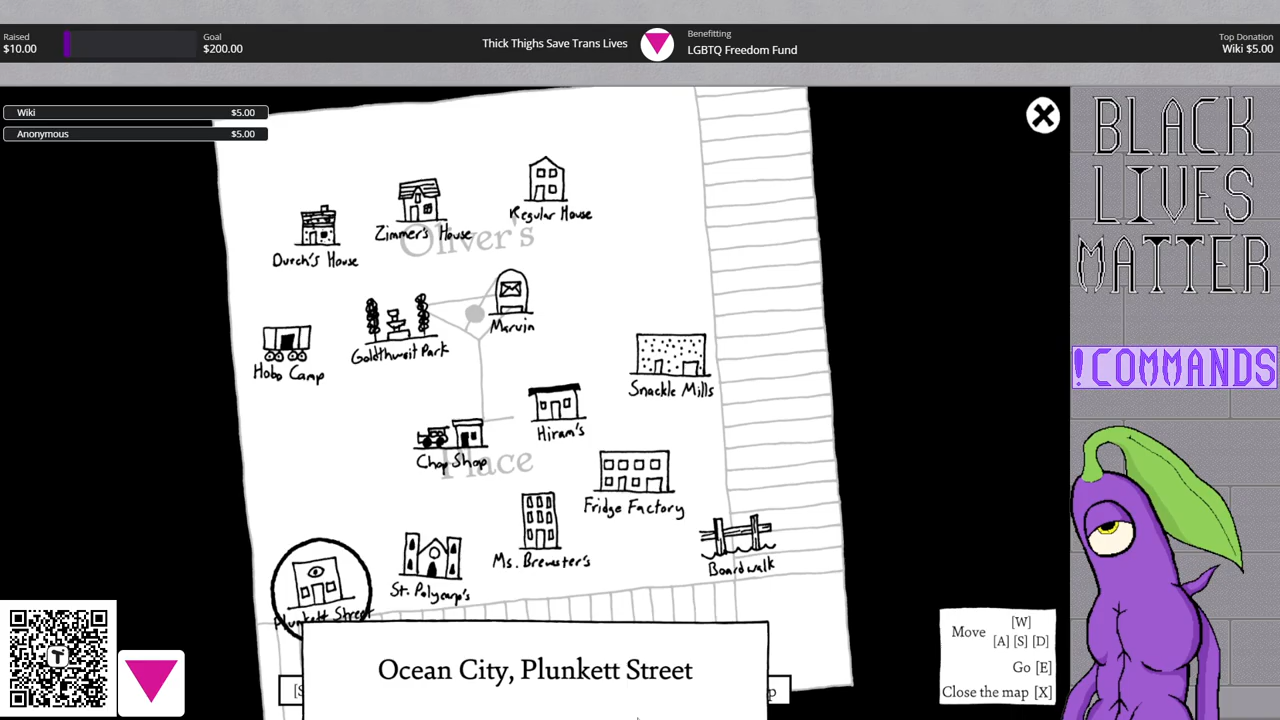 Raised
$10.00
Goal
$200.00
Thick Thighs Save Trans Lives
Benefitting
LGBTQ Freedom Fund
Top Donation
Wiki $5.00
Wiki $5.00
Anonymous $5.00
BLACK
LIVES
MATTER
!COMMANDS
Regular House
Zimmer's House
Oliver's
Durch's House
Marvin
Goldthwait Park
Hobo Camp
Snackle Mills
Hiram's
Chop Shop
Place
Fridge Factory
Ms. Brewster's
Boardwalk
St. Polycarp's
Plunkett Street
Ocean City, Plunkett Street
Move [W]
[A] [S] [D]
Go [E]
Close the map [X]